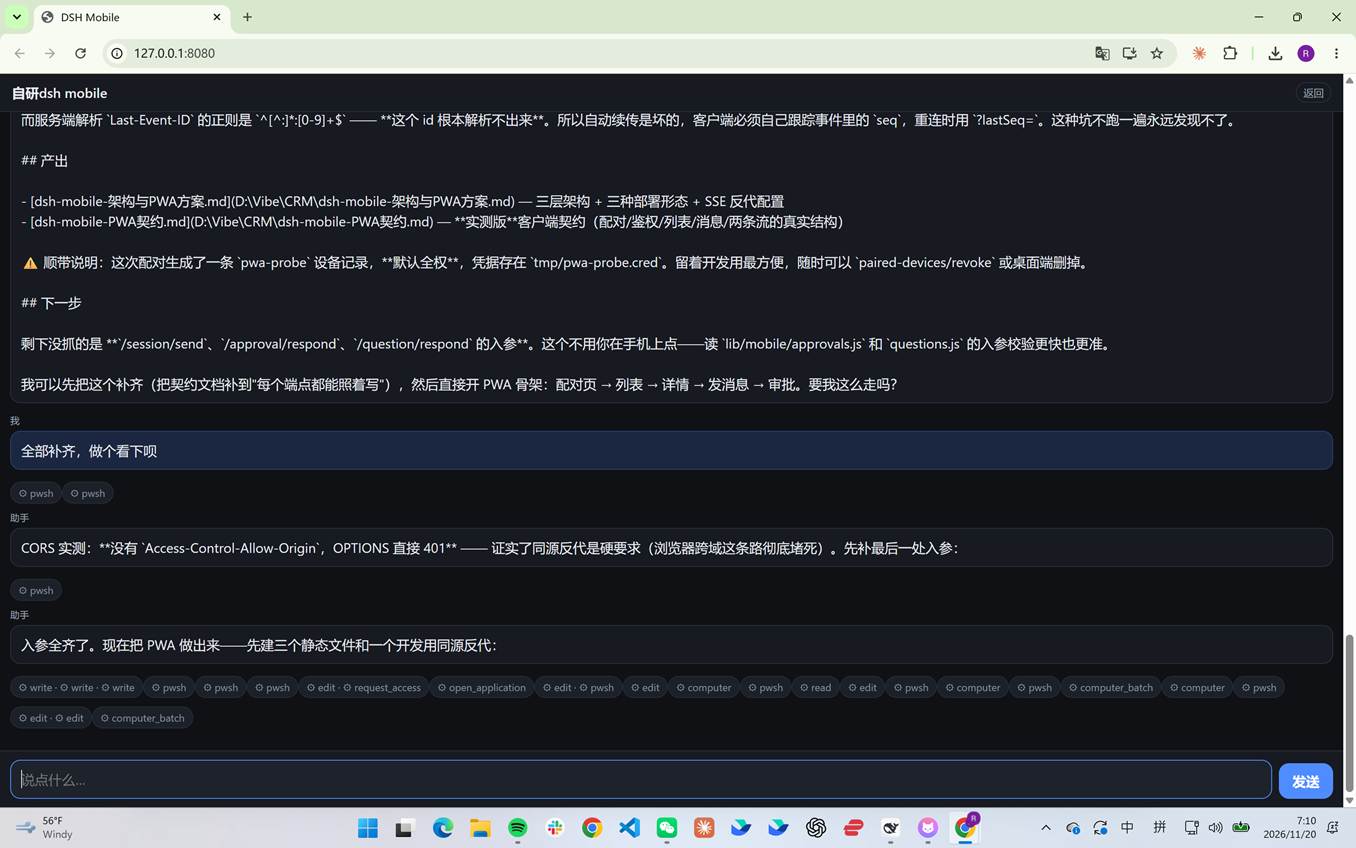 DSH Mobile
127.0.0.1:8080
R
自研dsh mobile
返回
而服务端解析 `Last-Event-ID` 的正则是 `^[^:]*:[0-9]+$` —— **这个 id 根本解析不出来**。所以自动续传是坏的，客户端必须自己跟踪事件里的 `seq`，重连时用 `?lastSeq=`。这种坑不跑一遍永远发现不了。
## 产出
- [dsh-mobile-架构与PWA方案.md](D:\Vibe\CRM\dsh-mobile-架构与PWA方案.md) — 三层架构 + 三种部署形态 + SSE 反代配置
- [dsh-mobile-PWA契约.md](D:\Vibe\CRM\dsh-mobile-PWA契约.md) — **实测版**客户端契约（配对/鉴权/列表/消息/两条流的真实结构）
⚠️ 顺带说明：这次配对生成了一条 `pwa-probe` 设备记录，**默认全权**，凭据存在 `tmp/pwa-probe.cred`。留着开发用最方便，随时可以 `paired-devices/revoke` 或桌面端删掉。
## 下一步
剩下没抓的是 **`/session/send`、`/approval/respond`、`/question/respond` 的入参**。这个不用你在手机上点——读 `lib/mobile/approvals.js` 和 `questions.js` 的入参校验更快也更准。
我可以先把这个补齐（把契约文档补到"每个端点都能照着写"），然后直接开 PWA 骨架：配对页 → 列表 → 详情 → 发消息 → 审批。要我这么走吗？
我
全部补齐，做个看下呗
⚙ pwsh ⚙ pwsh
助手
CORS 实测：**没有 `Access-Control-Allow-Origin`，OPTIONS 直接 401** —— 证实了同源反代是硬要求（浏览器跨域这条路彻底堵死）。先补最后一处入参：
⚙ pwsh
助手
入参全齐了。现在把 PWA 做出来——先建三个静态文件和一个开发用同源反代：
⚙ write · ⚙ write · ⚙ write ⚙ pwsh ⚙ pwsh ⚙ pwsh ⚙ edit · ⚙ request_access ⚙ open_application ⚙ edit · ⚙ pwsh ⚙ edit ⚙ computer ⚙ pwsh ⚙ read ⚙ edit ⚙ pwsh ⚙ computer ⚙ pwsh ⚙ computer_batch ⚙ computer ⚙ pwsh
⚙ edit · ⚙ edit ⚙ computer_batch
说点什么...
发送
56°F
Windy
R
中
拼
7:10
2026/11/20